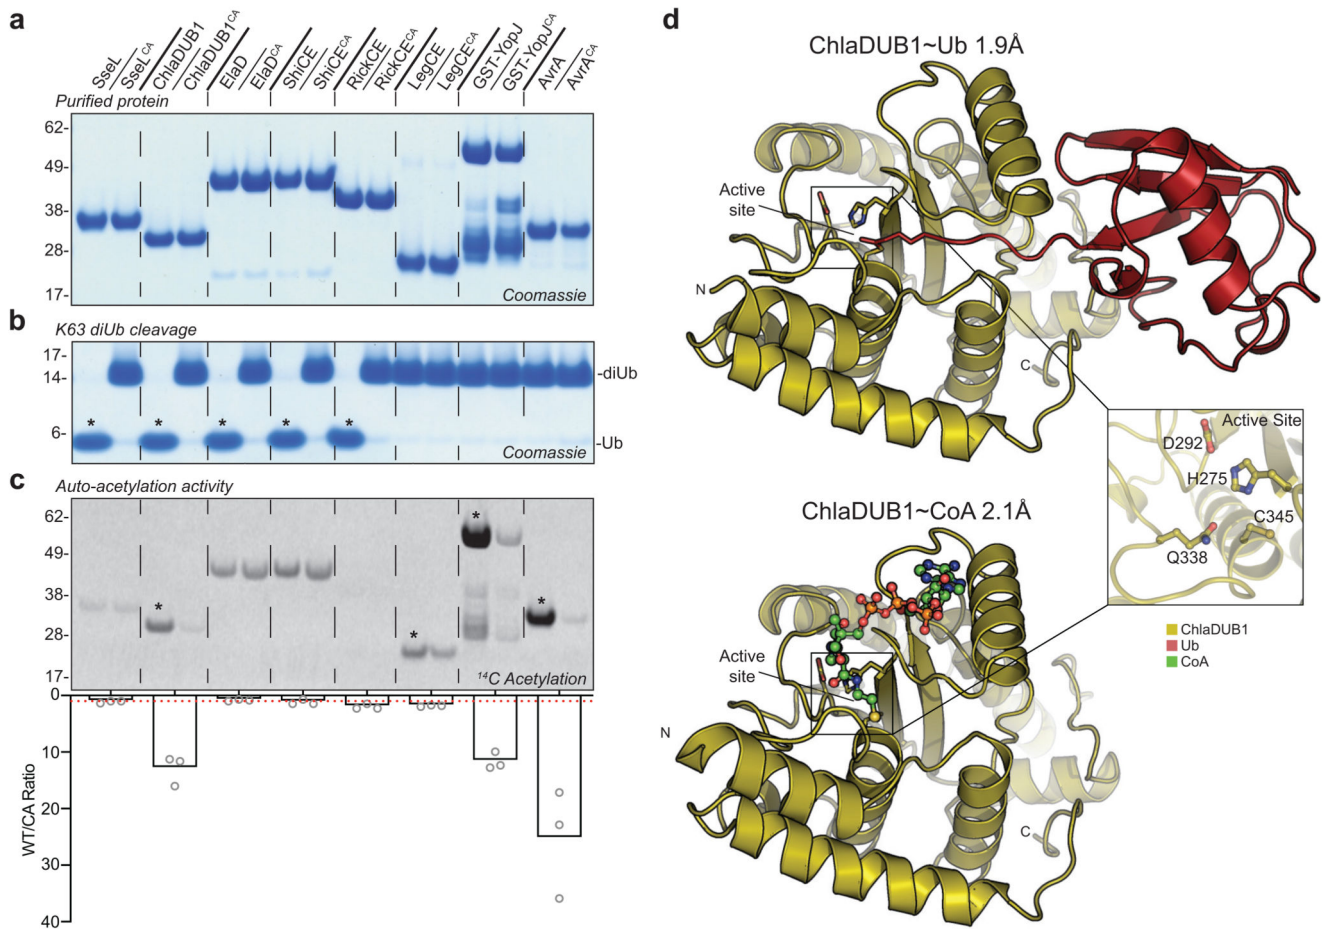 a
SseL
SseL^CA
ChlaDUB1
ChlaDUB1^CA
ElaD
ElaD^CA
ShiCE
ShiCE^CA
RickCE
RickCE^CA
LegCE
LegCE^CA
GST-YopJ
GST-YopJ^CA
AvrA
AvrA^CA
Purified protein
62-
49-
38-
28-
17-
Coomassie
b
K63 diUb cleavage
17-
14-
6-
* * * * *
-diUb
-Ub
Coomassie
c
Auto-acetylation activity
62-
49-
38-
28-
17-
* * * *
¹⁴C Acetylation
0
10
20
30
40
WT/CA Ratio
d
ChlaDUB1~Ub 1.9Å
Active
site
N
C
Active Site
D292
H275
C345
Q338
ChlaDUB1
Ub
CoA
ChlaDUB1~CoA 2.1Å
Active
site
N
C